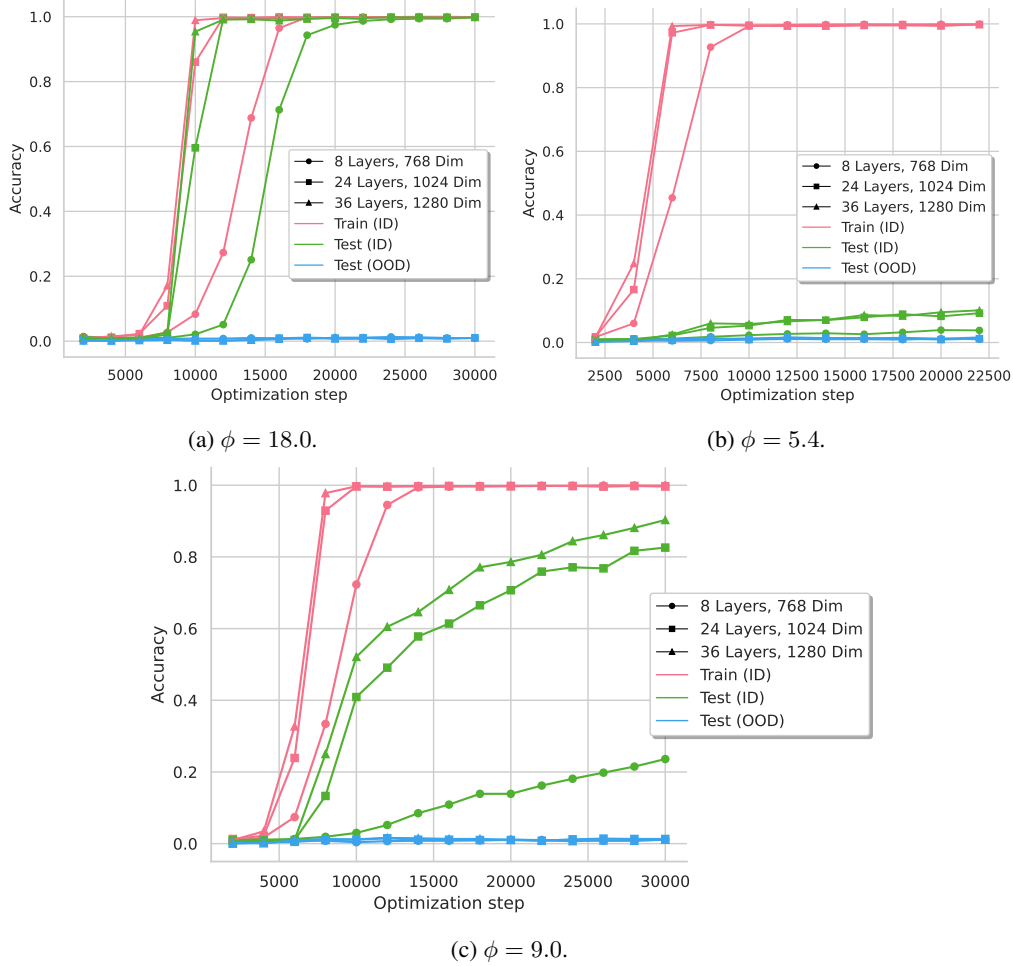 1.0
0.8
0.6
0.4
0.2
0.0
Accuracy
8 Layers, 768 Dim
24 Layers, 1024 Dim
36 Layers, 1280 Dim
Train (ID)
Test (ID)
Test (OOD)
5000 10000 15000 20000 25000 30000
Optimization step
(a) ϕ = 18.0.
1.0
0.8
0.6
0.4
0.2
0.0
Accuracy
8 Layers, 768 Dim
24 Layers, 1024 Dim
36 Layers, 1280 Dim
Train (ID)
Test (ID)
Test (OOD)
2500 5000 7500 10000 12500 15000 17500 20000 22500
Optimization step
(b) ϕ = 5.4.
1.0
0.8
0.6
0.4
0.2
0.0
Accuracy
8 Layers, 768 Dim
24 Layers, 1024 Dim
36 Layers, 1280 Dim
Train (ID)
Test (ID)
Test (OOD)
5000 10000 15000 20000 25000 30000
Optimization step
(c) ϕ = 9.0.